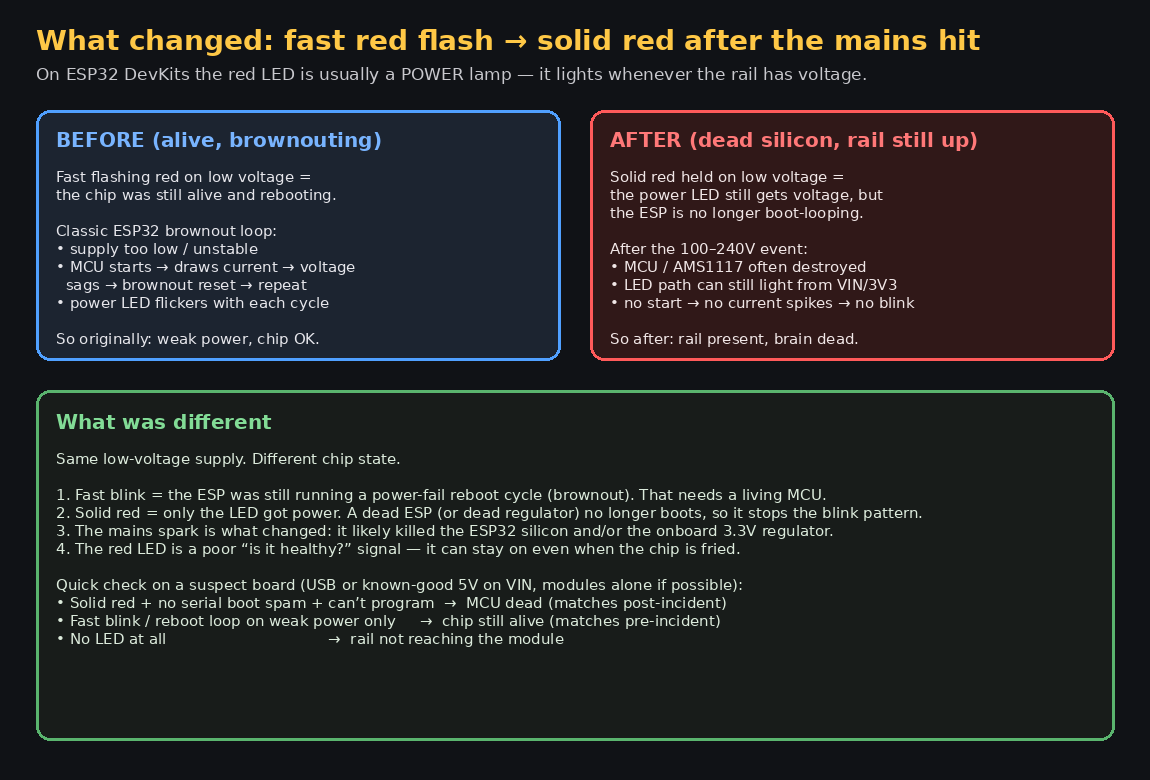 What changed: fast red flash → solid red after the mains hit
On ESP32 DevKits the red LED is usually a POWER lamp — it lights whenever the rail has voltage.
BEFORE (alive, brownouting)
Fast flashing red on low voltage =
the chip was still alive and rebooting.
Classic ESP32 brownout loop:
• supply too low / unstable
• MCU starts → draws current → voltage
sags → brownout reset → repeat
• power LED flickers with each cycle
So originally: weak power, chip OK.
AFTER (dead silicon, rail still up)
Solid red held on low voltage =
the power LED still gets voltage, but
the ESP is no longer boot-looping.
After the 100–240V event:
• MCU / AMS1117 often destroyed
• LED path can still light from VIN/3V3
• no start → no current spikes → no blink
So after: rail present, brain dead.
What was different
Same low-voltage supply. Different chip state.
1. Fast blink = the ESP was still running a power-fail reboot cycle (brownout). That needs a living MCU.
2. Solid red = only the LED got power. A dead ESP (or dead regulator) no longer boots, so it stops the blink pattern.
3. The mains spark is what changed: it likely killed the ESP32 silicon and/or the onboard 3.3V regulator.
4. The red LED is a poor “is it healthy?” signal — it can stay on even when the chip is fried.
Quick check on a suspect board (USB or known-good 5V on VIN, modules alone if possible):
• Solid red + no serial boot spam + can’t program → MCU dead (matches post-incident)
• Fast blink / reboot loop on weak power only → chip still alive (matches pre-incident)
• No LED at all → rail not reaching the module